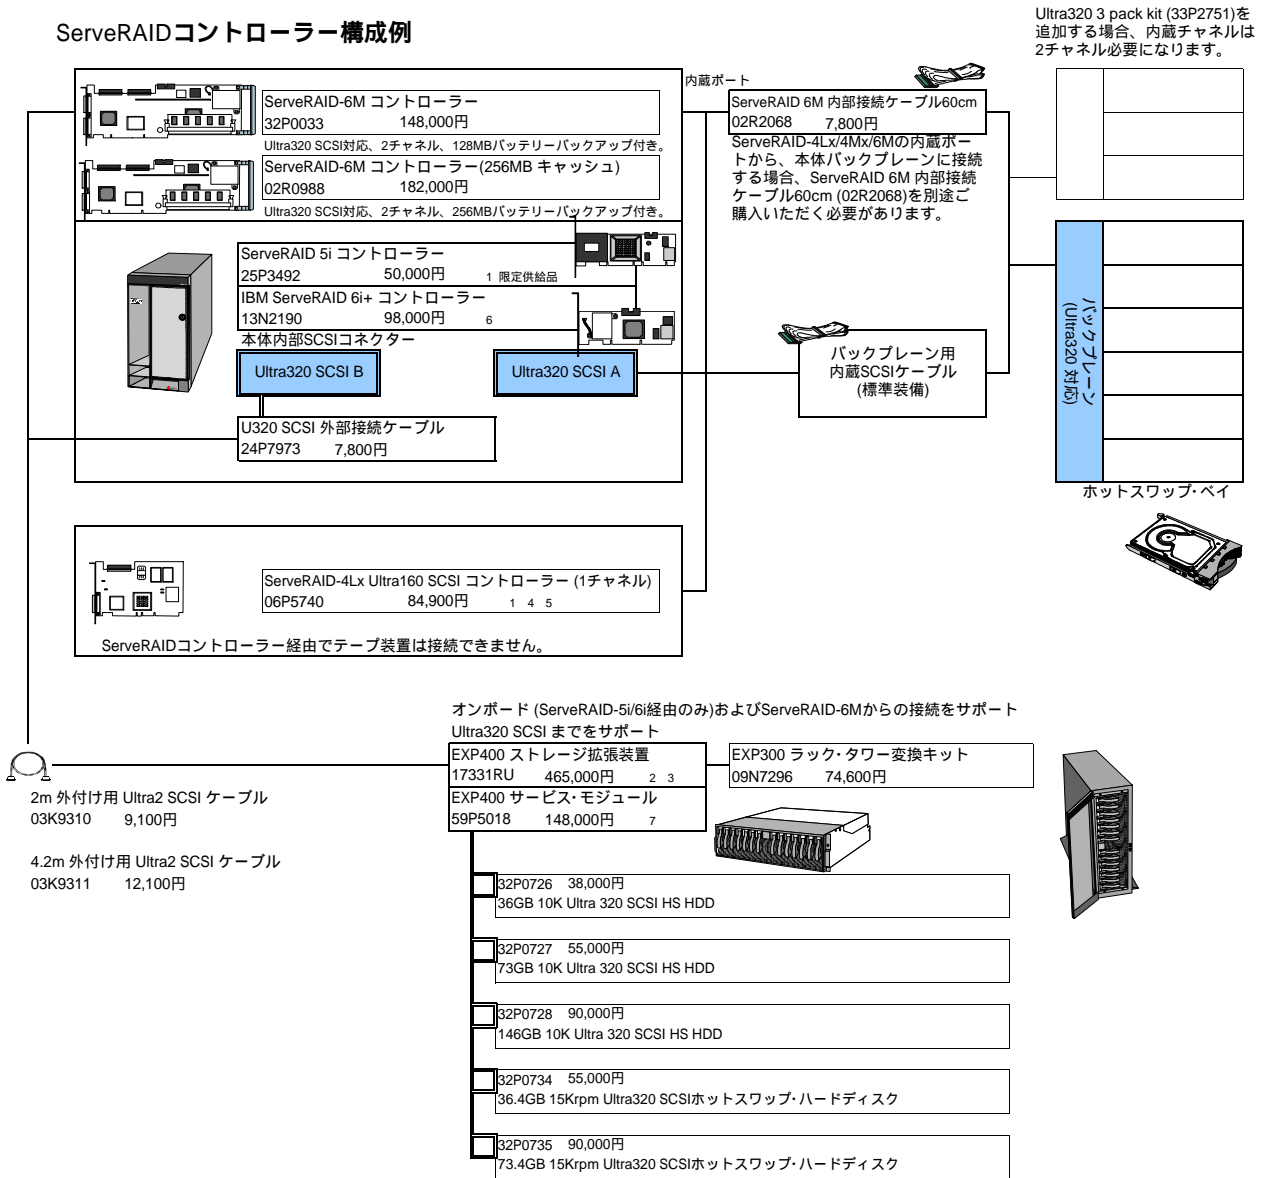 ServeRAIDコントローラー構成例
Ultra320 3 pack kit (33P2751)を
追加する場合、内蔵チャネルは
2チャネル必要になります。
内蔵ポート
ServeRAID-6M コントローラー
32P0033 148,000円
Ultra320 SCSI対応、2チャネル、128MBバッテリーバックアップ付き。
ServeRAID-6M コントローラー(256MB キャッシュ)
02R0988 182,000円
Ultra320 SCSI対応、2チャネル、256MBバッテリーバックアップ付き。
ServeRAID 6M 内部接続ケーブル60cm
02R2068 7,800円
ServeRAID-4Lx/4Mx/6Mの内蔵ポー
トから、本体バックプレーンに接続
する場合、ServeRAID 6M 内部接続
ケーブル60cm (02R2068)を別途ご
購入いただく必要があります。
ServeRAID 5i コントローラー
25P3492 50,000円 1 限定供給品
IBM ServeRAID 6i+ コントローラー
13N2190 98,000円 6
本体内部SCSIコネクター
Ultra320 SCSI B
Ultra320 SCSI A
U320 SCSI 外部接続ケーブル
24P7973 7,800円
バックプレーン用
内蔵SCSIケーブル
(標準装備)
バックプレーン
(Ultra320 対応)
ホットスワップ・ベイ
ServeRAID-4Lx Ultra160 SCSI コントローラー (1チャネル)
06P5740 84,900円 1 4 5
ServeRAIDコントローラー経由でテープ装置は接続できません。
オンボード (ServeRAID-5i/6i経由のみ)およびServeRAID-6Mからの接続をサポート
Ultra320 SCSI までをサポート
EXP400 ストレージ拡張装置
17331RU 465,000円 2 3
EXP400 サービス・モジュール
59P5018 148,000円 7
EXP300 ラック・タワー変換キット
09N7296 74,600円
2m 外付け用 Ultra2 SCSI ケーブル
03K9310 9,100円
4.2m 外付け用 Ultra2 SCSI ケーブル
03K9311 12,100円
32P0726 38,000円
36GB 10K Ultra 320 SCSI HS HDD
32P0727 55,000円
73GB 10K Ultra 320 SCSI HS HDD
32P0728 90,000円
146GB 10K Ultra 320 SCSI HS HDD
32P0734 55,000円
36.4GB 15Krpm Ultra320 SCSIホットスワップ・ハードディスク
32P0735 90,000円
73.4GB 15Krpm Ultra320 SCSIホットスワップ・ハードディスク